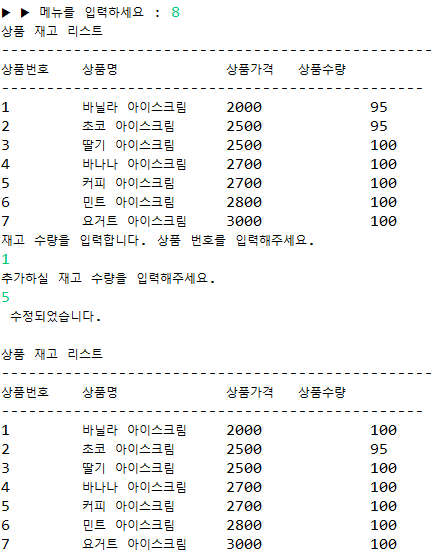 ▶ ▶ 메뉴를 입력하세요 : 8
상품 재고 리스트
------------------------------------------------
상품번호 상품명 상품가격 상품수량
-----------------------------------------------
1 바닐라 아이스크림 2000 95
2 초코 아이스크림 2500 95
3 딸기 아이스크림 2500 100
4 바나나 아이스크림 2700 100
5 커피 아이스크림 2700 100
6 민트 아이스크림 2800 100
7 요거트 아이스크림 3000 100
재고 수량을 입력합니다. 상품 번호를 입력해주세요.
1
추가하실 재고 수량을 입력해주세요.
5
수정되었습니다.
상품 재고 리스트
------------------------------------------------
상품번호 상품명 상품가격 상품수량
-----------------------------------------------
1 바닐라 아이스크림 2000 100
2 초코 아이스크림 2500 95
3 딸기 아이스크림 2500 100
4 바나나 아이스크림 2700 100
5 커피 아이스크림 2700 100
6 민트 아이스크림 2800 100
7 요거트 아이스크림 3000 100